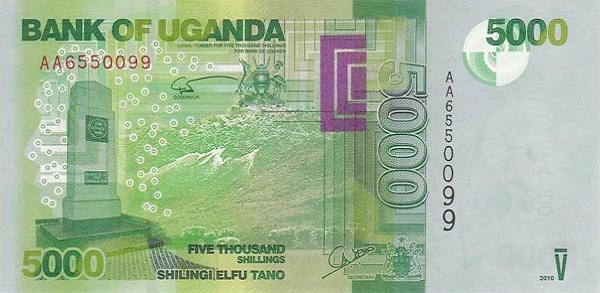 BANK OF UGANDA
5000
LEGAL TENDER FOR FIVE THOUSAND SHILLINGS
FOR BANK OF UGANDA
AA6550099
GOVERNOR
5000
AA6550099
5000
FIVE THOUSAND
SHILLINGS
SHILINGI ELFU TANO
SECRETARY
2010